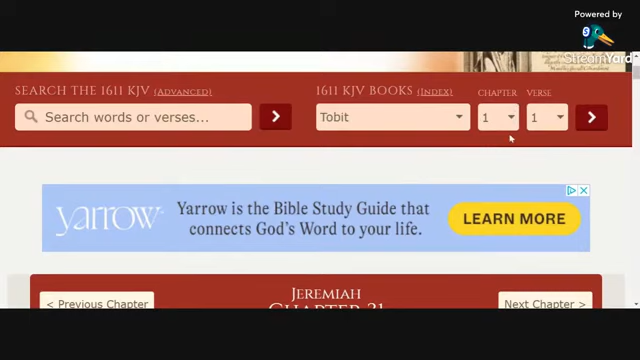 Powered by
StreamYard
SEARCH THE 1611 KJV (ADVANCED)
1611 KJV BOOKS (INDEX)
CHAPTER
VERSE
Search words or verses...
Tobit
1
1
yarrow
Yarrow is the Bible Study Guide that
connects God's Word to your life.
LEARN MORE
JEREMIAH
< Previous Chapter
CHAPTER 31
Next Chapter >